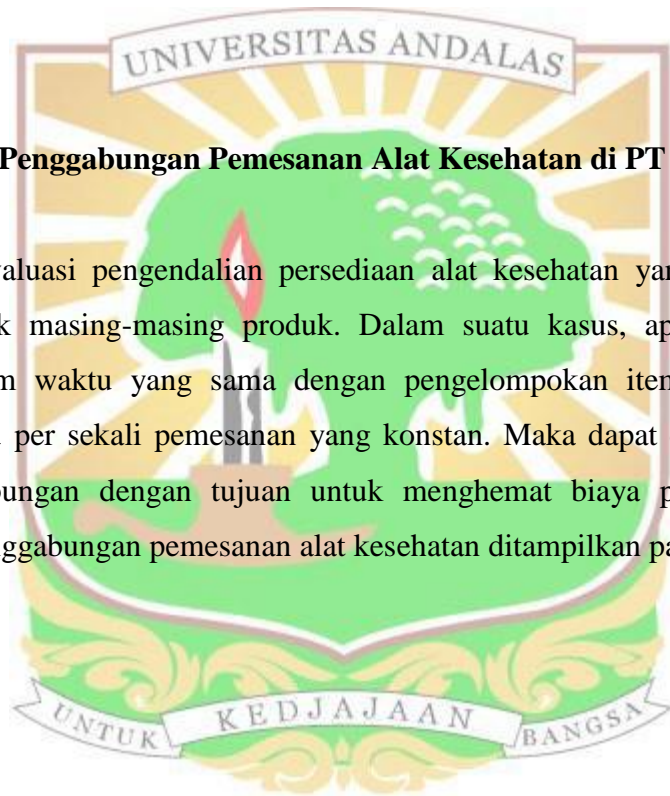 UNIVERSITAS ANDALAS
Penggabungan Pemesanan Alat Kesehatan di PT
valuasi pengendalian persediaan alat kesehatan yan
k masing-masing produk. Dalam suatu kasus, ap
m waktu yang sama dengan pengelompokan item
per sekali pemesanan yang konstan. Maka dapat
bungan dengan tujuan untuk menghemat biaya p
nggabungan pemesanan alat kesehatan ditampilkan pa
UNTUK KEDJAJAAN BANGSA